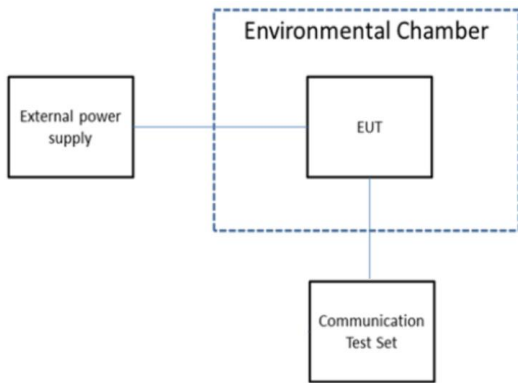 Environmental Chamber
External power
supply
EUT
Communication
Test Set